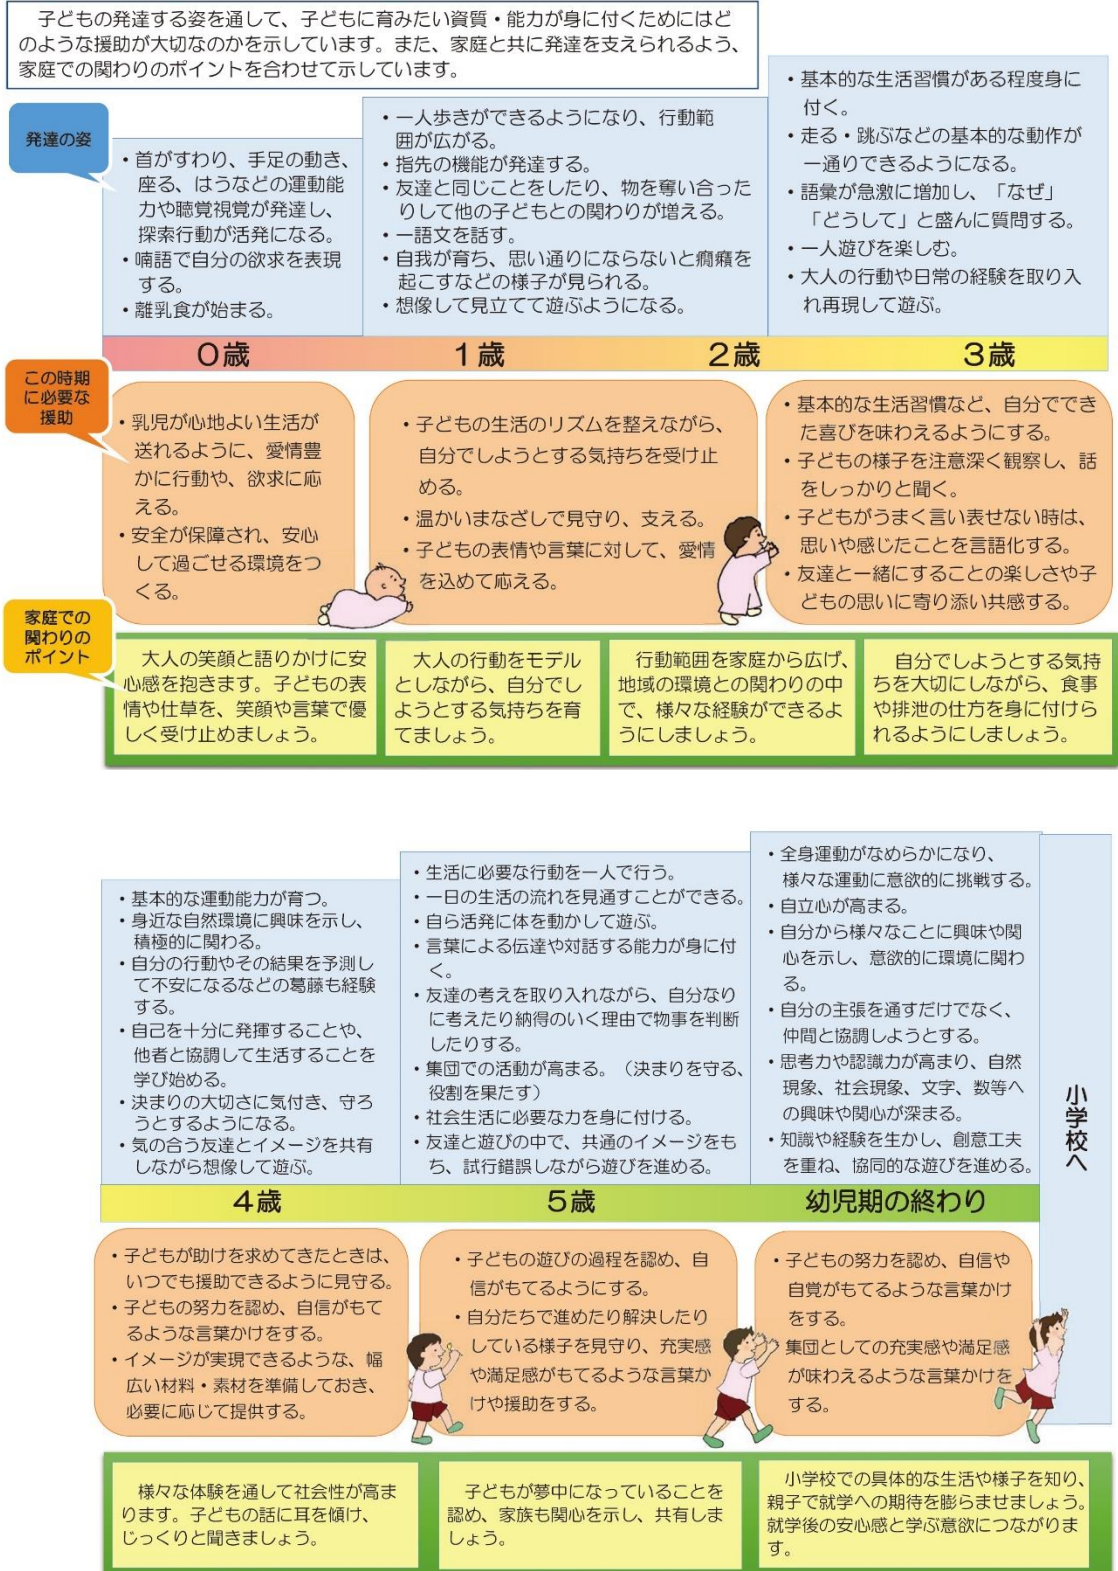 子どもの発達する姿を通して、子どもに育みたい資質・能力が身に付くためにはど
のような援助が大切なのかを示しています。また、家庭と共に発達を支えられるよう、
家庭での関わりのポイントを合わせて示しています。
発達の姿
・首がすわり、手足の動き、
座る、はうなどの運動能
力や聴覚視覚が発達し、
探索行動が活発になる。
・喃語で自分の欲求を表現
する。
・離乳食が始まる。
・一人歩きができるようになり、行動範
囲が広がる。
・指先の機能が発達する。
・友達と同じことをしたり、物を奪い合った
りして他の子どもとの関わりが増える。
・一語文を話す。
・自我が育ち、思い通りにならないと癇癪を
起こすなどの様子が見られる。
・想像して見立てて遊ぶようになる。
・基本的な生活習慣がある程度身に
付く。
・走る・跳ぶなどの基本的な動作が
一通りできるようになる。
・語彙が急激に増加し、「なぜ」
「どうして」と盛んに質問する。
・一人遊びを楽しむ。
・大人の行動や日常の経験を取り入
れ再現して遊ぶ。
0歳
1歳
2歳
3歳
この時期
に必要な
援助
・乳児が心地よい生活が
送れるように、愛情豊
かに行動や、欲求に応
える。
・安全が保障され、安心
して過ごせる環境をつ
くる。
・子どもの生活のリズムを整えながら、
自分でしようとする気持ちを受け止
める。
・温かいまなざしで見守り、支える。
・子どもの表情や言葉に対して、愛情
を込めて応える。
・基本的な生活習慣など、自分ででき
た喜びを味わえるようにする。
・子どもの様子を注意深く観察し、話
をしっかりと聞く。
・子どもがうまく言い表せない時は、
思いや感じたことを言語化する。
・友達と一緒にすることの楽しさや子
どもの思いに寄り添い共感する。
家庭での
関わりの
ポイント
大人の笑顔と語りかけに安
心感を抱きます。子どもの表
情や仕草を、笑顔や言葉で優
しく受け止めましょう。
大人の行動をモデル
としながら、自分でし
ようとする気持ちを育
てましょう。
行動範囲を家庭から広げ、
地域の環境との関わりの中
で、様々な経験ができるよ
うにしましょう。
自分でしようとする気持
ちを大切にしながら、食事
や排泄の仕方を身に付けら
れるようにしましょう。
・基本的な運動能力が育つ。
・身近な自然環境に興味を示し、
積極的に関わる。
・自分の行動やその結果を予測し
て不安になるなどの葛藤も経験
する。
・自己を十分に発揮することや、
他者と協調して生活することを
学び始める。
・決まりの大切さに気付き、守ろ
うとするようになる。
・気の合う友達とイメージを共有
しながら想像して遊ぶ。
・生活に必要な行動を一人で行う。
・一日の生活の流れを見通すことができる。
・自ら活発に体を動かして遊ぶ。
・言葉による伝達や対話する能力が身に付
く。
・友達の考えを取り入れながら、自分なり
に考えたり納得のいく理由で物事を判断
したりする。
・集団での活動が高まる。（決まりを守る、
役割を果たす）
・社会生活に必要な力を身に付ける。
・友達と遊びの中で、共通のイメージをも
ち、試行錯誤しながら遊びを進める。
・全身運動がなめらかになり、
様々な運動に意欲的に挑戦する。
・自立心が高まる。
・自分から様々なことに興味や関
心を示し、意欲的に環境に関わ
る。
・自分の主張を通すだけでなく、
仲間と協調しようとする。
・思考力や認識力が高まり、自然
現象、社会現象、文字、数等へ
の興味や関心が深まる。
・知識や経験を生かし、創意工夫
を重ね、協同的な遊びを進める。
小学校へ
4歳
5歳
幼児期の終わり
・子どもが助けを求めてきたときは、
いつでも援助できるように見守る。
・子どもの努力を認め、自信がもて
るような言葉かけをする。
・イメージが実現できるような、幅
広い材料・素材を準備しておき、
必要に応じて提供する。
・子どもの遊びの過程を認め、自
信がもてるようにする。
・自分たちで進めたり解決したり
している様子を見守り、充実感
や満足感がもてるような言葉か
けや援助をする。
・子どもの努力を認め、自信や
自覚がもてるような言葉かけ
をする。
・集団としての充実感や満足感
が味わえるような言葉かけを
する。
様々な体験を通して社会性が高ま
ります。子どもの話に耳を傾け、
じっくりと聞きましょう。
子どもが夢中になっていることを
認め、家族も関心を示し、共有しま
しょう。
小学校での具体的な生活や様子を知り、
親子で就学への期待を膨らませましょう。
就学後の安心感と学ぶ意欲につながりま
す。